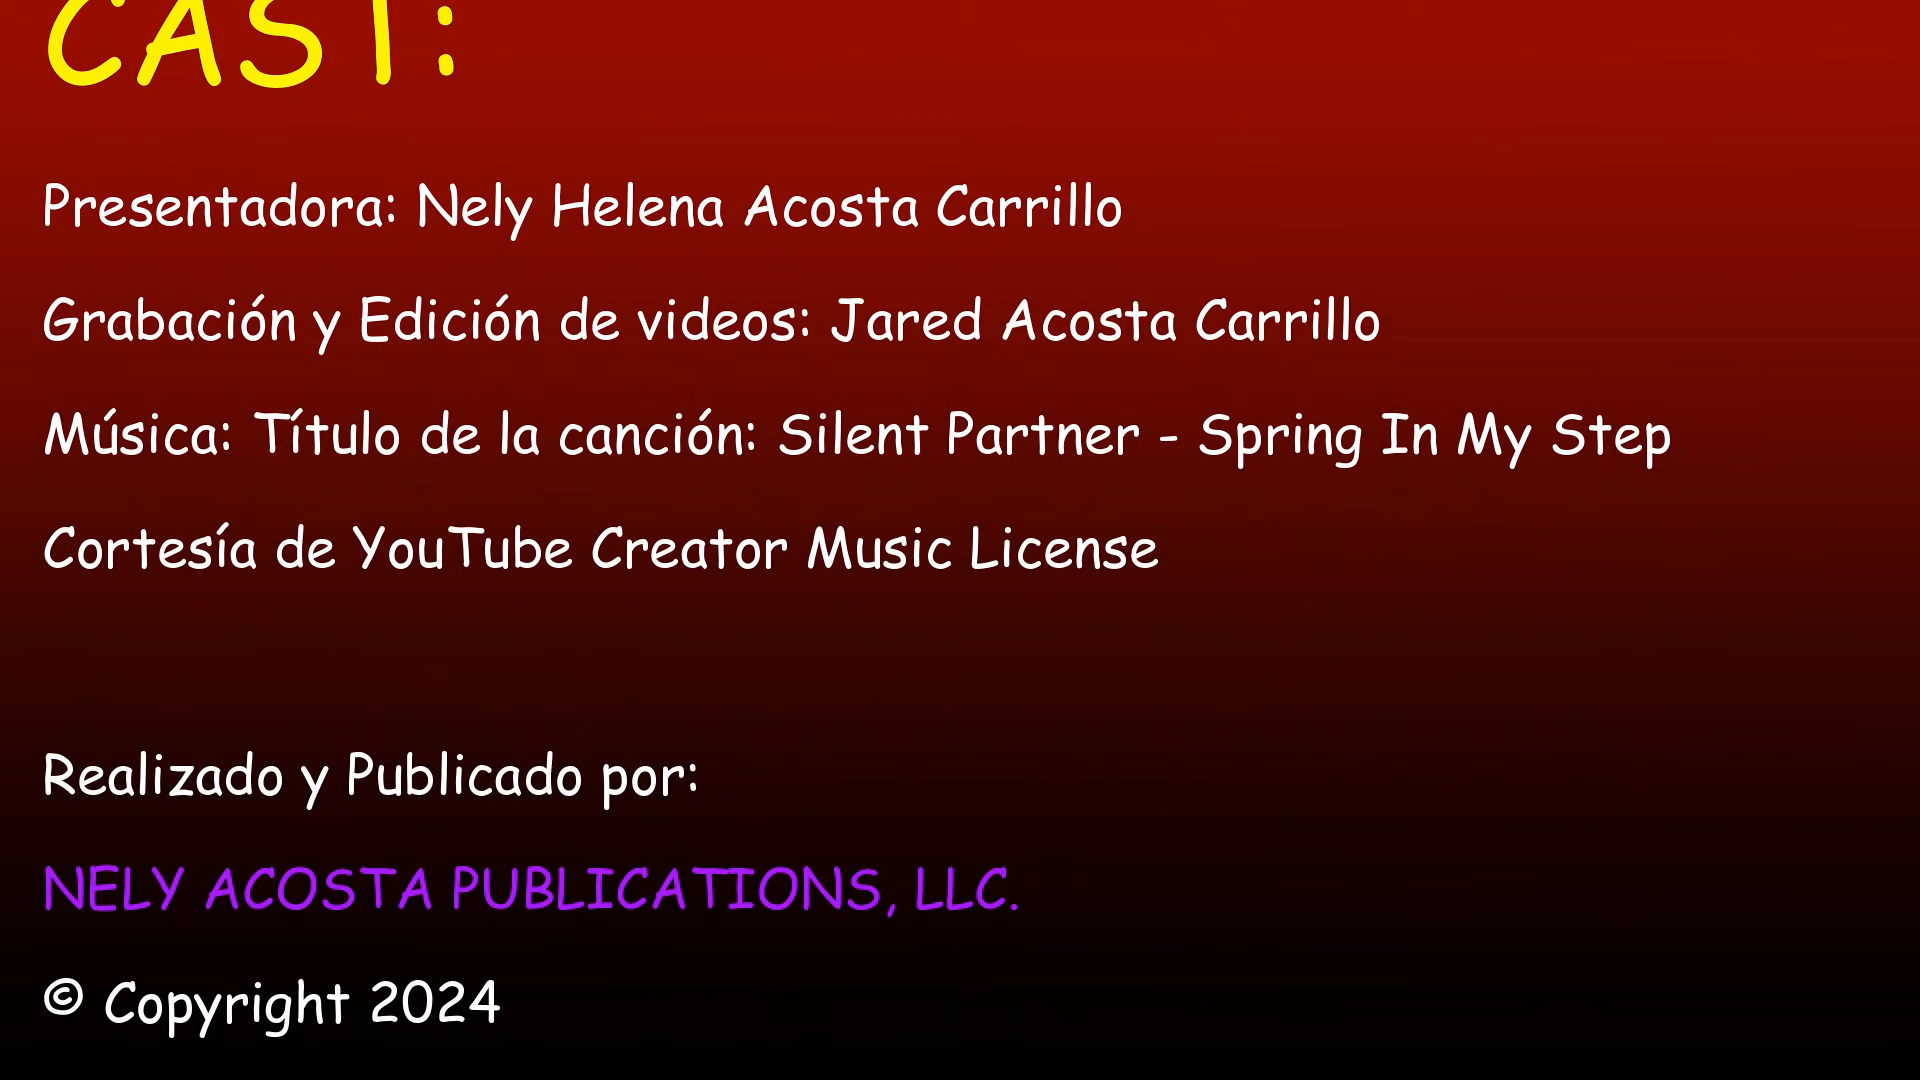 CAST:
Presentadora: Nely Helena Acosta Carrillo
Grabación y Edición de videos: Jared Acosta Carrillo
Música: Título de la canción: Silent Partner - Spring In My Step
Cortesía de YouTube Creator Music License
Realizado y Publicado por:
NELY ACOSTA PUBLICATIONS, LLC.
© Copyright 2024